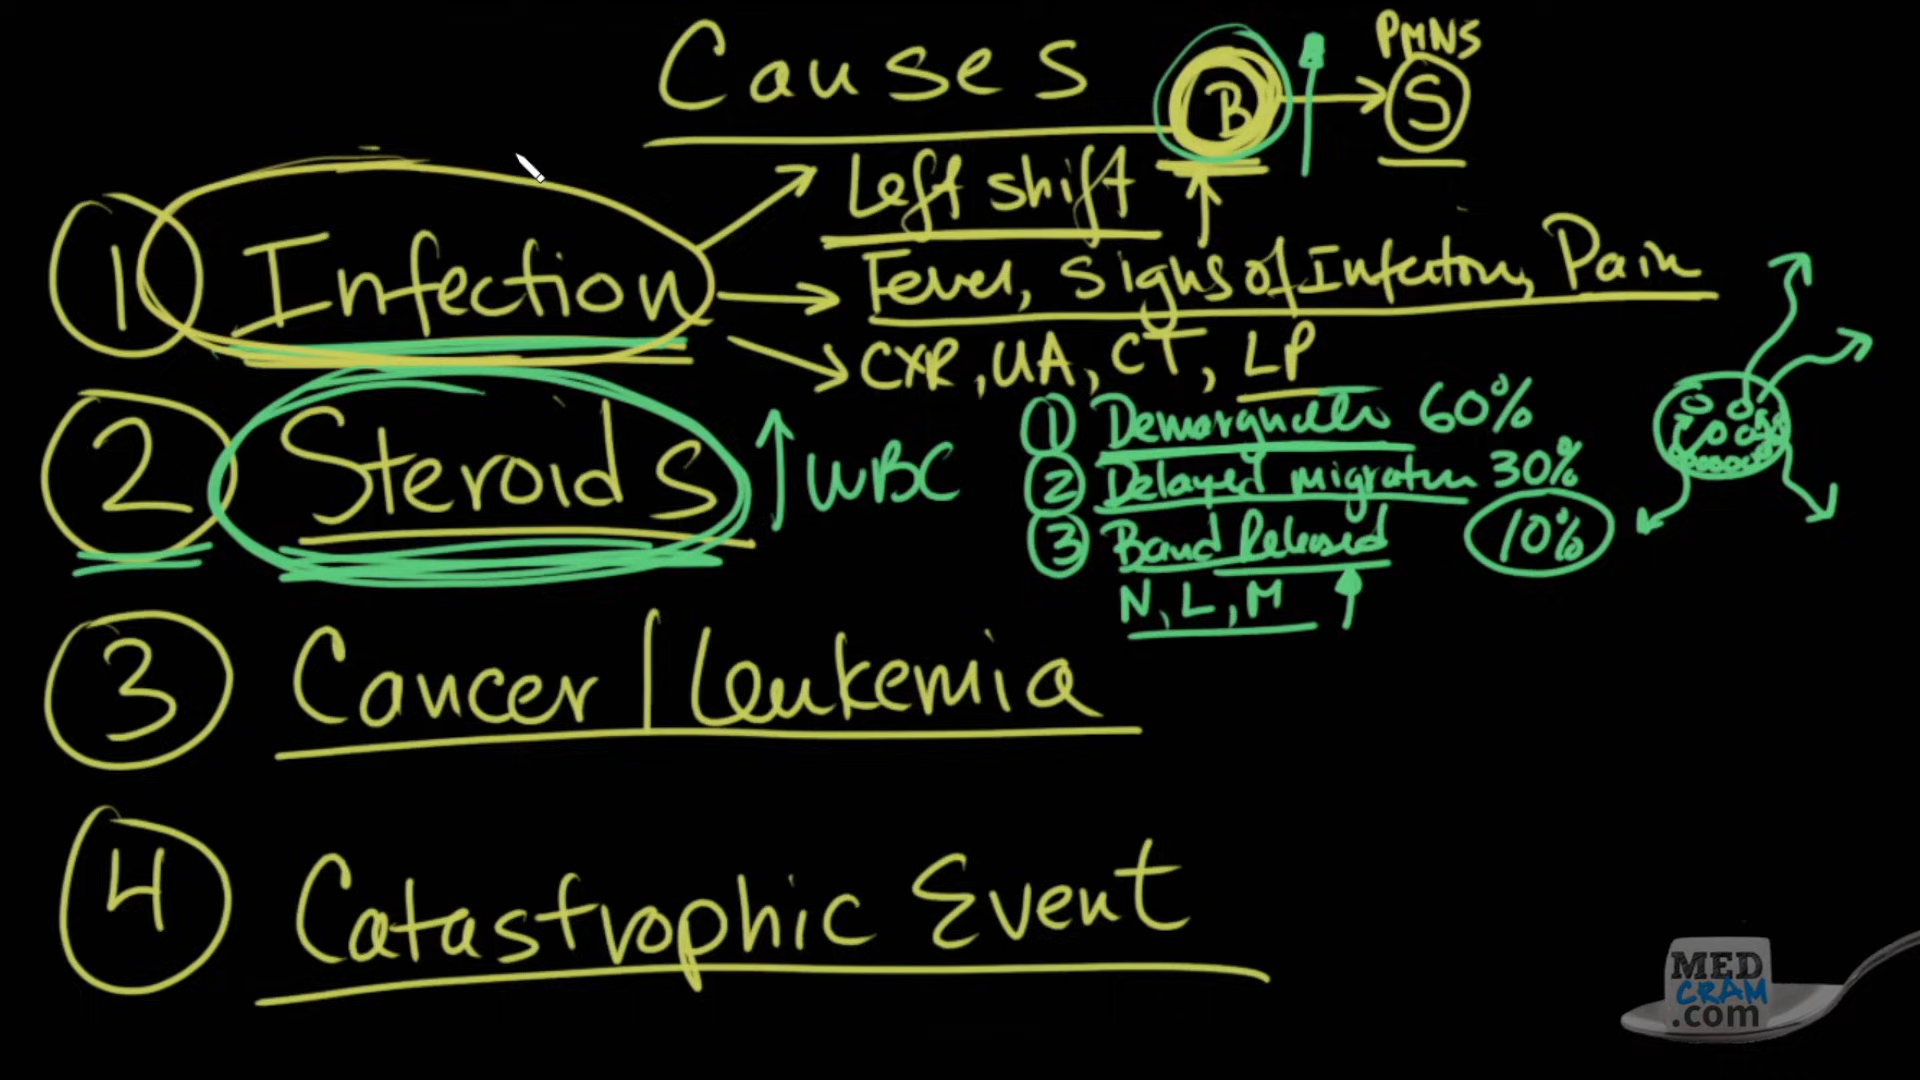 Causes B → S PMNS
Left shift
1 Infection
Fever, Signs of Infection, Pain
CXR, UA, CT, LP
2 Steroids ↑ WBC
① Demargination 60%
② Delayed migration 30%
③ Band Released 10%
N, L, M ↑
3 Cancer / Leukemia
4 Catastrophic Event
MED
CRAM
.com